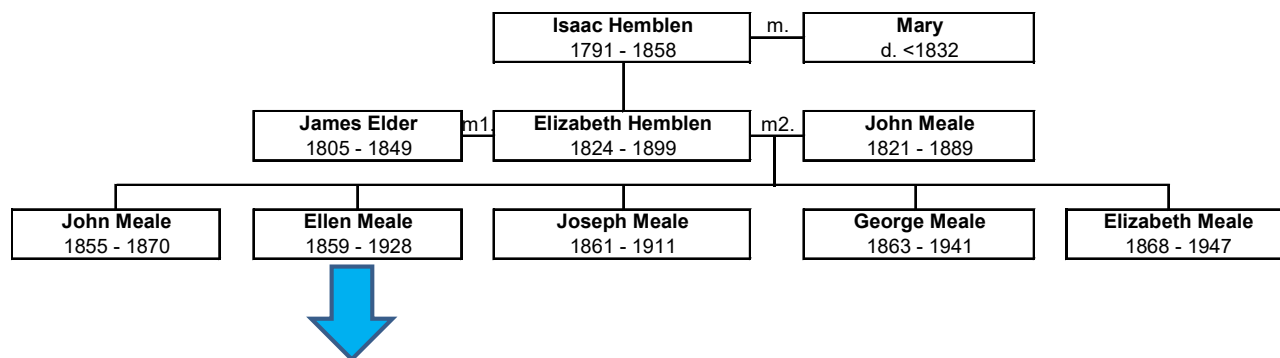 Isaac Hemblen
1791 - 1858
m.
Mary
d. <1832
James Elder
1805 - 1849
m1.
Elizabeth Hemblen
1824 - 1899
m2.
John Meale
1821 - 1889
John Meale
1855 - 1870
Ellen Meale
1859 - 1928
Joseph Meale
1861 - 1911
George Meale
1863 - 1941
Elizabeth Meale
1868 - 1947